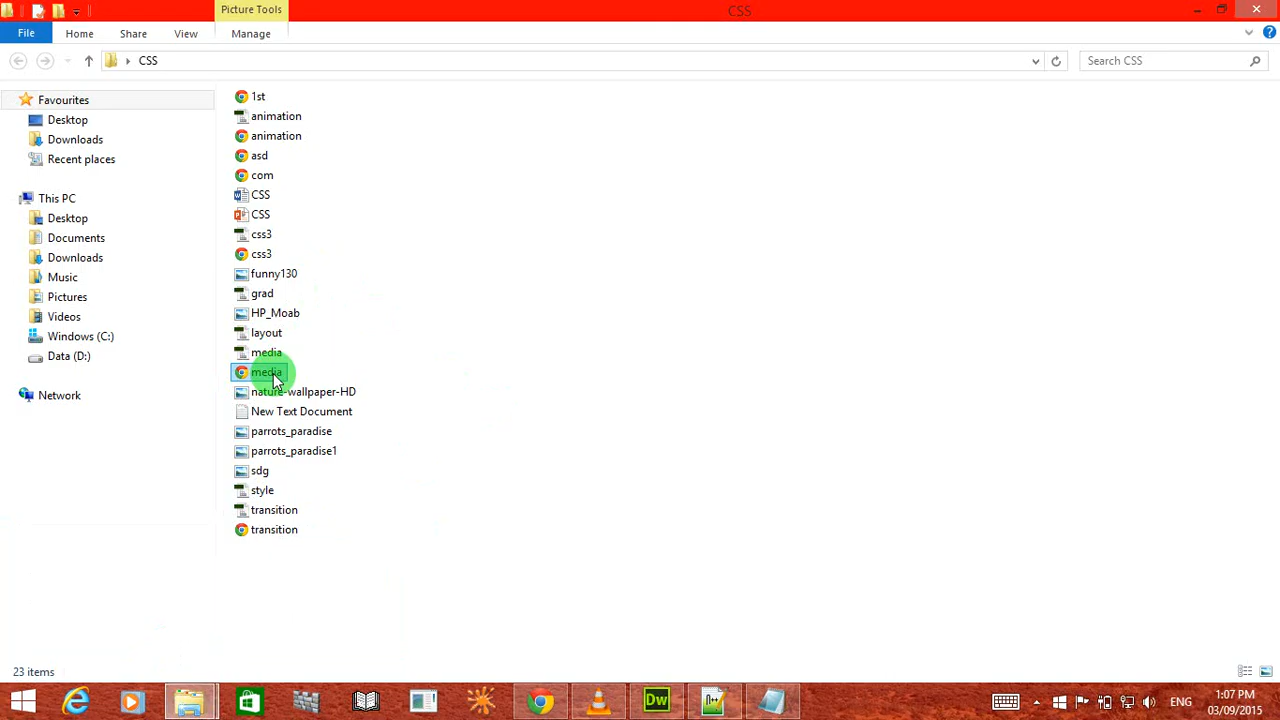 Picture Tools
CSS
File
Home
Share
View
Manage
CSS
Search CSS
Favourites
Desktop
Downloads
Recent places
This PC
Desktop
Documents
Downloads
Music
Pictures
Videos
Windows (C:)
Data (D:)
Network
1st
animation
animation
asd
com
CSS
CSS
css3
css3
funny130
grad
HP_Moab
layout
media
media
nature-wallpaper-HD
New Text Document
parrots_paradise
parrots_paradise1
sdg
style
transition
transition
23 items
Dw
ENG
1:07 PM
03/09/2015